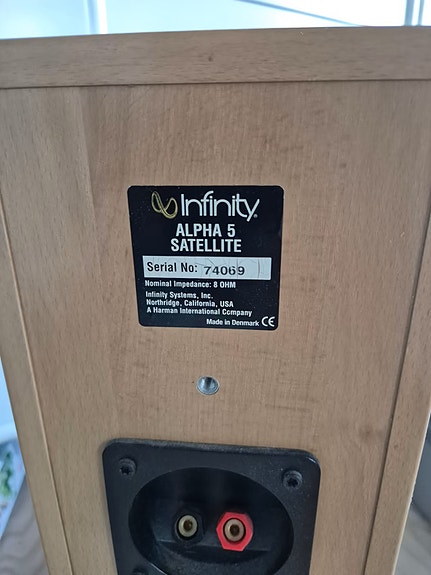 Infinity®
ALPHA 5
SATELLITE
Serial No: 74069
Nominal Impedance: 8 OHM
Infinity Systems, Inc.
Northridge, California, USA
A Harman International Company
Made in Denmark CE